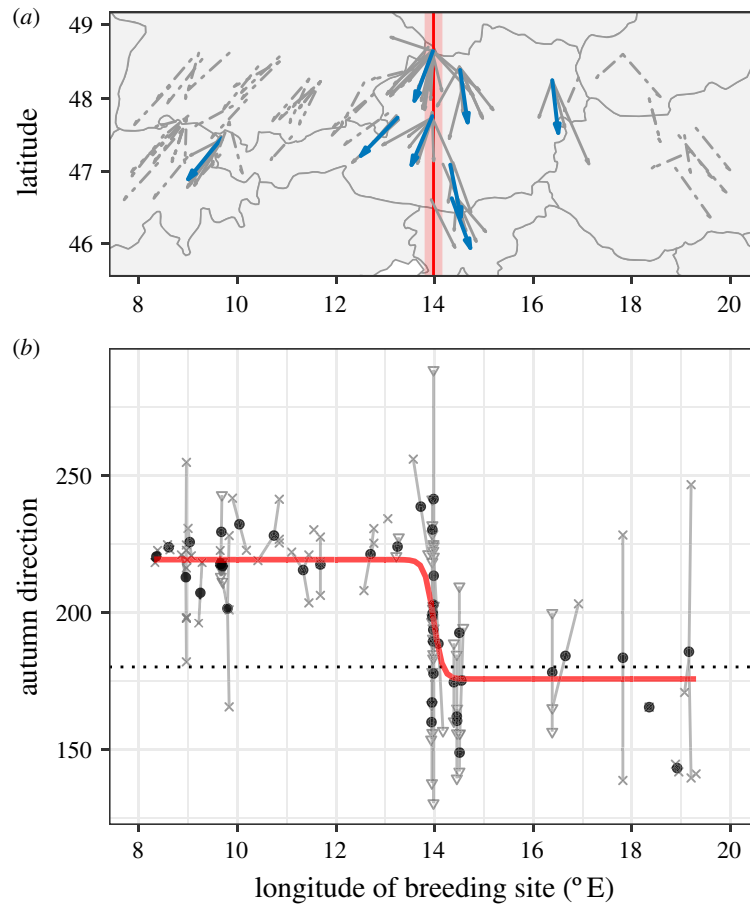 (a)
49
48
47
46
latitude
8 10 12 14 16 18 20
(b)
250
200
150
autumn direction
8 10 12 14 16 18 20
longitude of breeding site (° E)